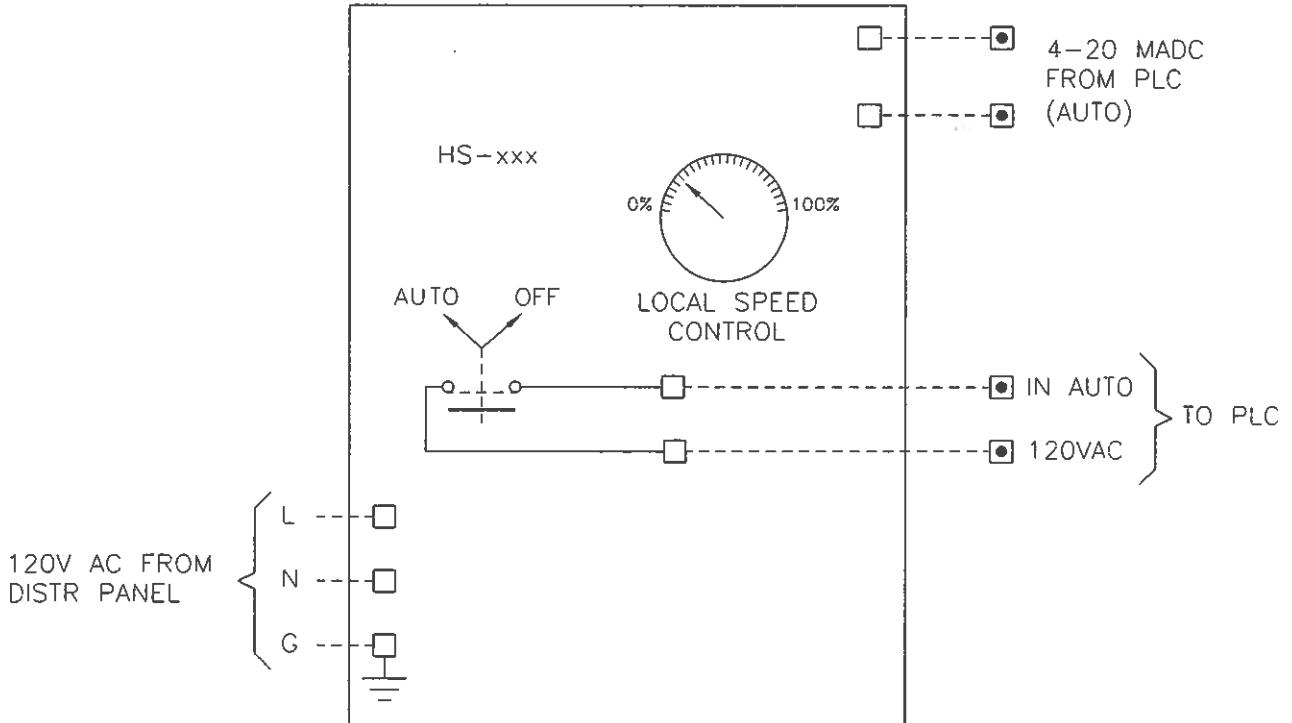 4-20 MADC
FROM PLC
(AUTO)
HS-xxx
0%
100%
LOCAL SPEED
CONTROL
AUTO
OFF
IN AUTO
120VAC
TO PLC
L
N
G
120V AC FROM
DISTR PANEL